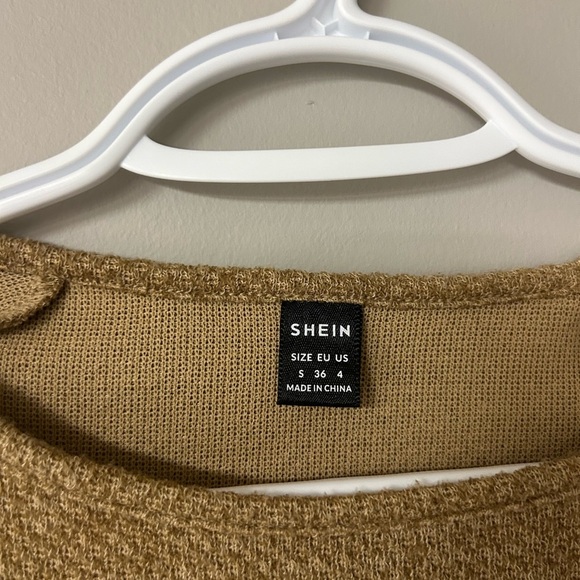 SHEIN
SIZE EU US
S 36 4
MADE IN CHINA